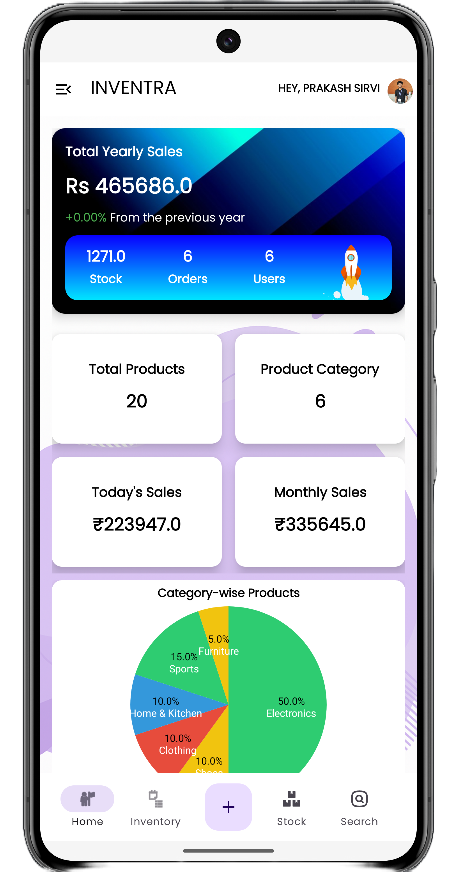 INVENTRA
HEY, PRAKASH SIRVI
Total Yearly Sales
Rs 465686.0
+0.00% From the previous year
1271.0 6 6
Stock Orders Users
Total Products
20
Product Category
6
Today's Sales
₹223947.0
Monthly Sales
₹335645.0
Category-wise Products
5.0%
Furniture
15.0%
Sports
10.0%
Home & Kitchen
50.0%
Electronics
10.0%
Clothing
10.0%
Home Inventory + Stock Search